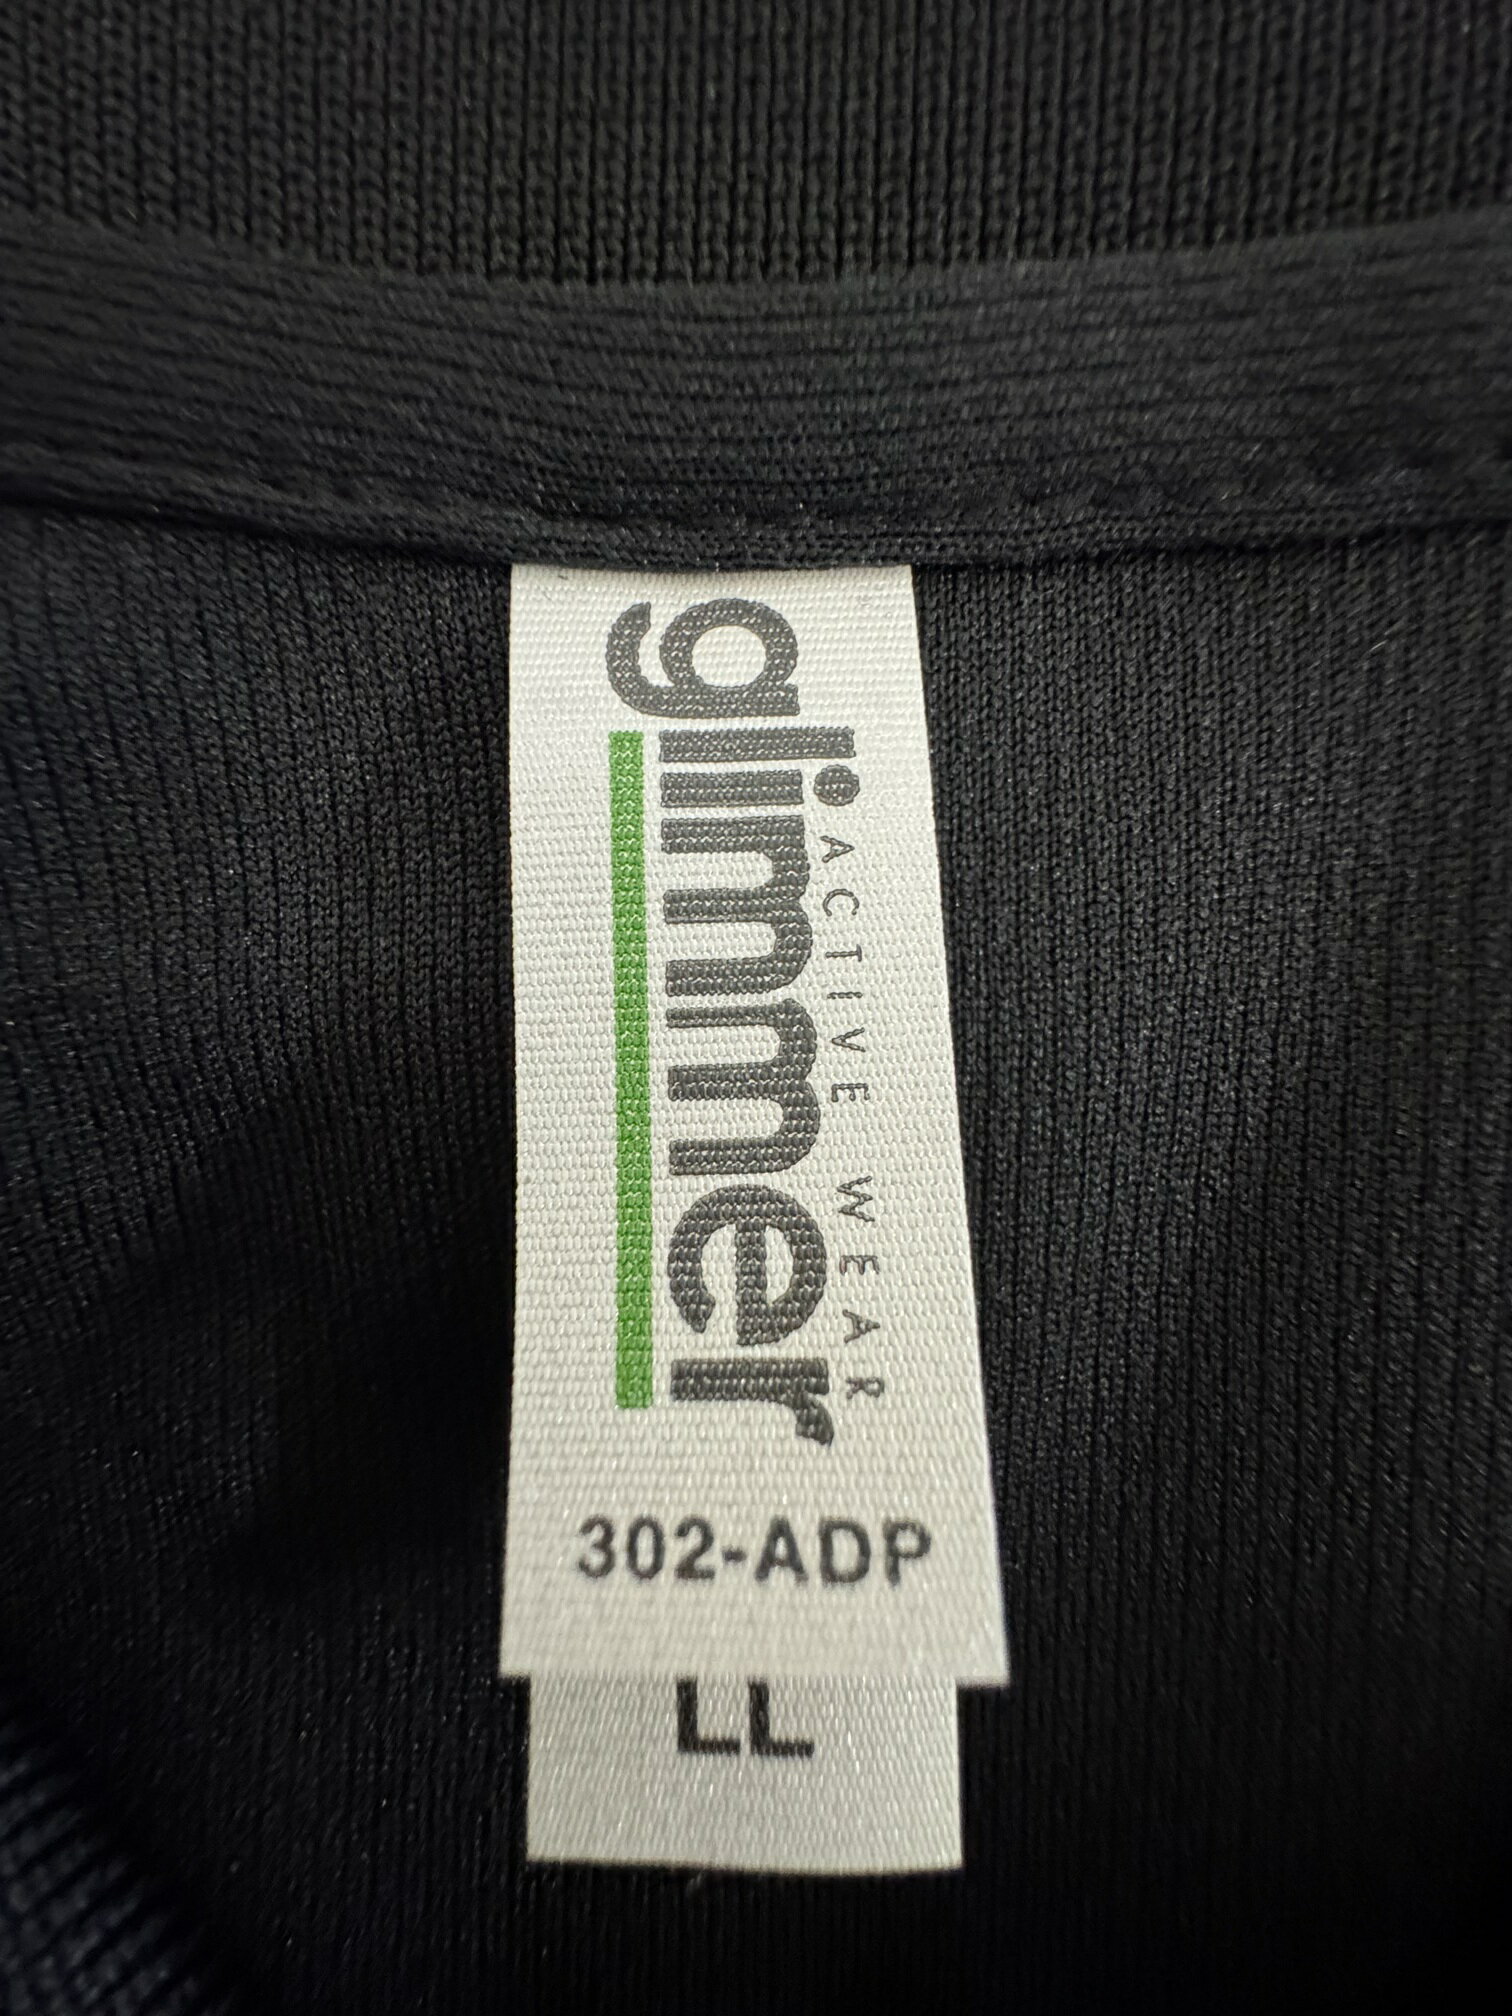 glimmer
ACTIVE WEAR
302-ADP
LL